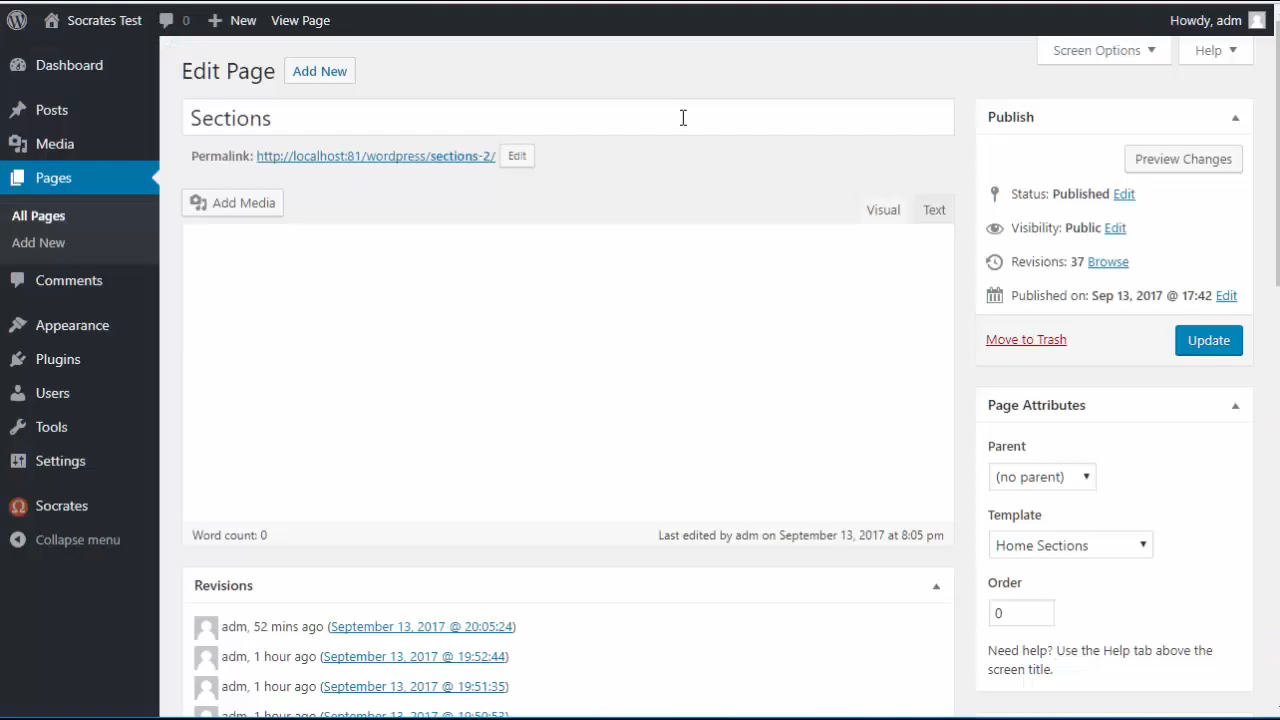 Socrates Test 0 New View Page Howdy, adm
Screen Options Help
Dashboard
Posts
Media
Pages
All Pages
Add New
Comments
Appearance
Plugins
Users
Tools
Settings
Socrates
Collapse menu
Edit Page Add New
Sections
Permalink: http://localhost:81/wordpress/sections-2/ Edit
Add Media
Visual Text
Word count: 0 Last edited by adm on September 13, 2017 at 8:05 pm
Revisions
adm, 52 mins ago (September 13, 2017 @ 20:05:24)
adm, 1 hour ago (September 13, 2017 @ 19:52:44)
adm, 1 hour ago (September 13, 2017 @ 19:51:35)
adm, 1 hour ago (September 13, 2017 @ 19:50:53)
Publish
Preview Changes
Status: Published Edit
Visibility: Public Edit
Revisions: 37 Browse
Published on: Sep 13, 2017 @ 17:42 Edit
Move to Trash Update
Page Attributes
Parent
(no parent)
Template
Home Sections
Order
0
Need help? Use the Help tab above the
screen title.